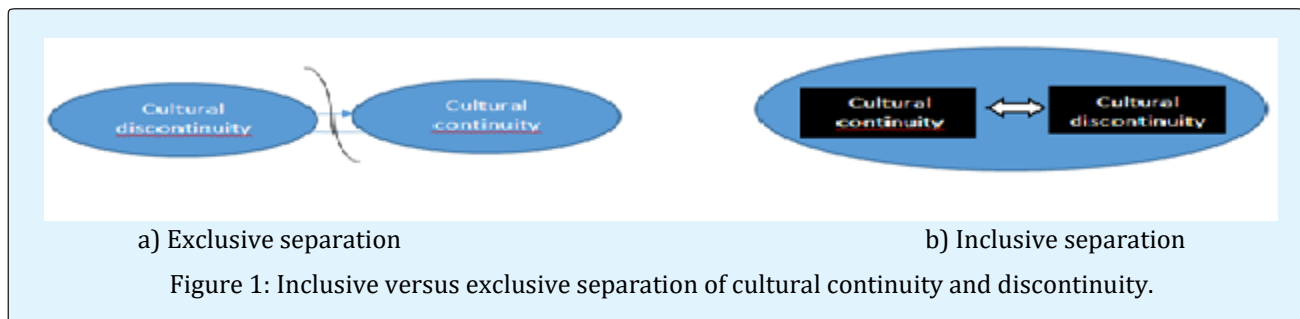 Cultural
discontinuity
Cultural
continuity
Cultural
continuity
Cultural
discontinuity
a) Exclusive separation
b) Inclusive separation
Figure 1: Inclusive versus exclusive separation of cultural continuity and discontinuity.